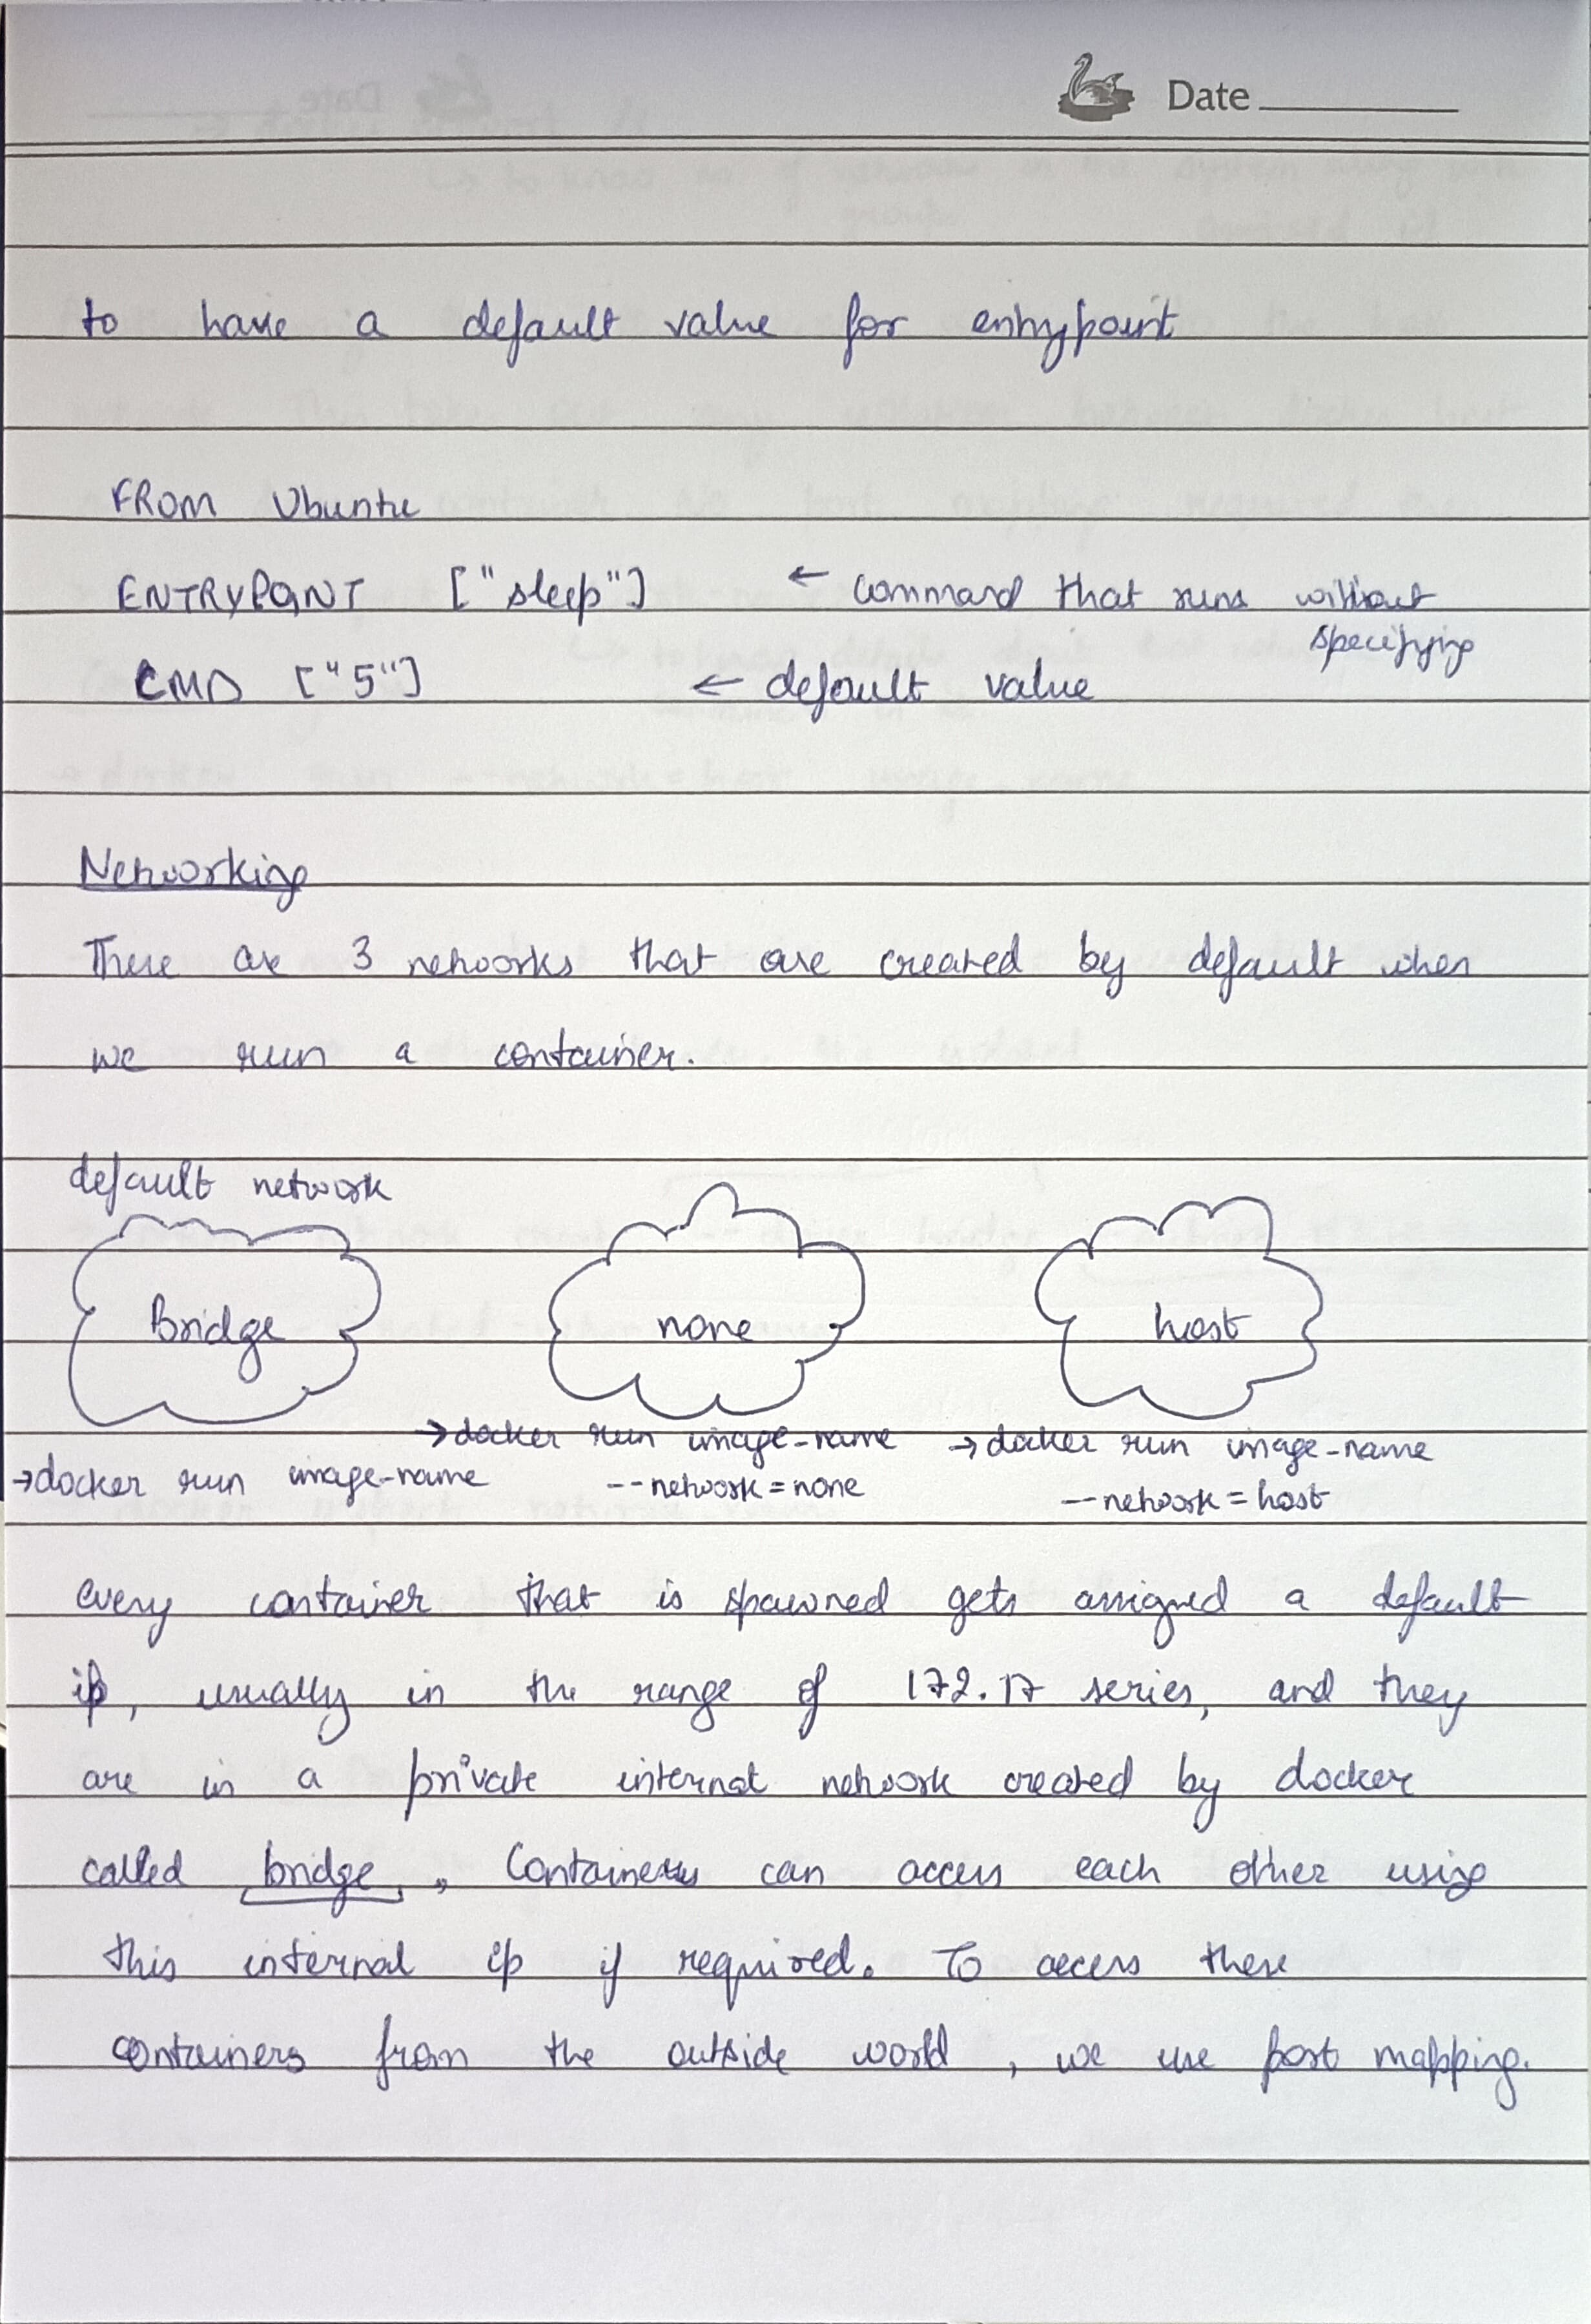 Date
to have a default value for entrypoint
FROM Ubuntu
ENTRYPOINT ["sleep"] ← command that runs without
specifying
CMD ["5"] ← default value
Networking
There are 3 networks that are created by default when
we run a container.
default network
Bridge none host
→docker run image-name →docker run image-name →docker run image-name
--network=none --network=host
every container that is spawned gets assigned a default
ip, usually in the range of 172.17 series, and they
are in a private internal network created by docker
called bridge, Containers can access each other using
this internal ip if required. To access these
containers from the outside world, we use port mapping.